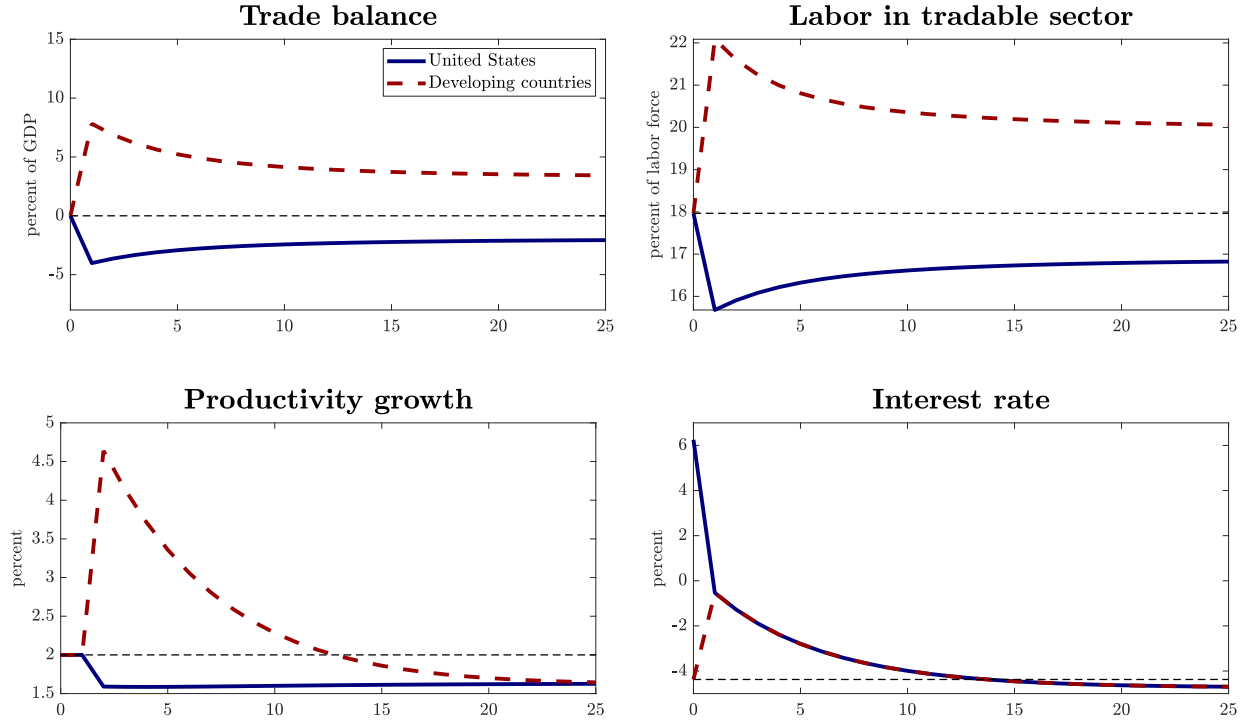 Trade balance
15
10
5
0
-5
percent of GDP
United States
Developing countries
0 5 10 15 20 25
Labor in tradable sector
22
21
20
19
18
17
16
percent of labor force
0 5 10 15 20 25
Productivity growth
5
4.5
4
3.5
3
2.5
2
1.5
percent
0 5 10 15 20 25
Interest rate
6
4
2
0
-2
-4
percent
0 5 10 15 20 25